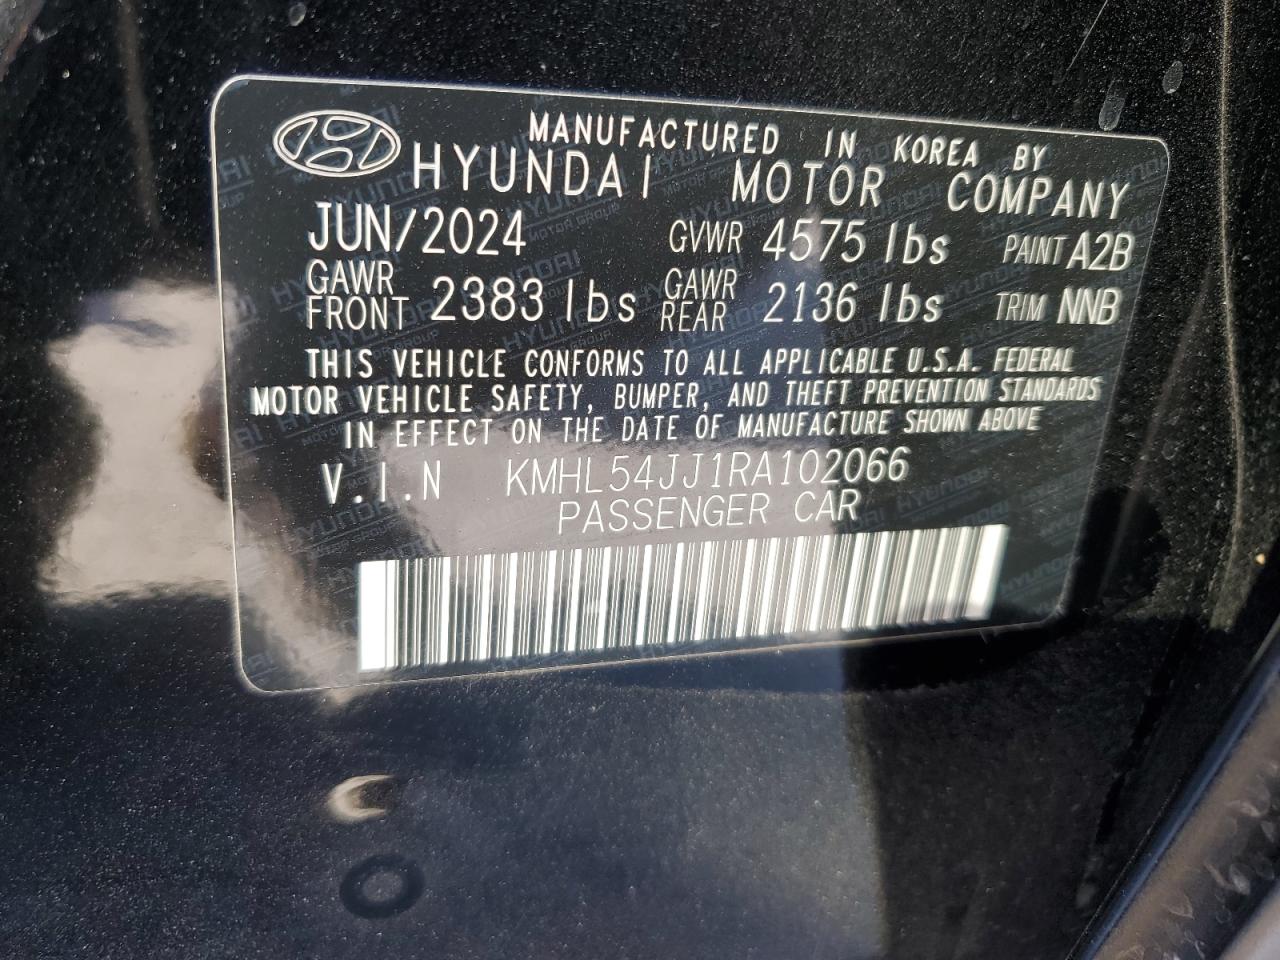 MANUFACTURED IN KOREA BY
HYUNDAI MOTOR COMPANY
JUN/2024 GVWR 4575 lbs PAINT A2B
GAWR FRONT 2383 lbs GAWR REAR 2136 lbs TRIM NNB
THIS VEHICLE CONFORMS TO ALL APPLICABLE U.S.A. FEDERAL
MOTOR VEHICLE SAFETY, BUMPER, AND THEFT PREVENTION STANDARDS
IN EFFECT ON THE DATE OF MANUFACTURE SHOWN ABOVE
V.I.N KMHL54JJ1RA102066
PASSENGER CAR